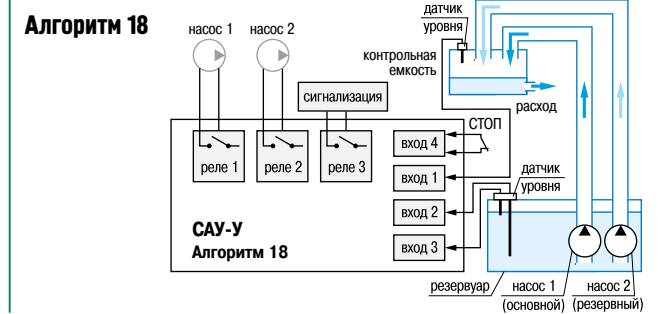 Алгоритм 18
насос 1
насос 2
датчик
уровня
контрольная
емкость
сигнализация
расход
СТОП
реле 1
реле 2
реле 3
вход 4
вход 1
вход 2
вход 3
датчик
уровня
САУ-У
Алгоритм 18
резервуар
насос 1
(основной)
насос 2
(резервный)